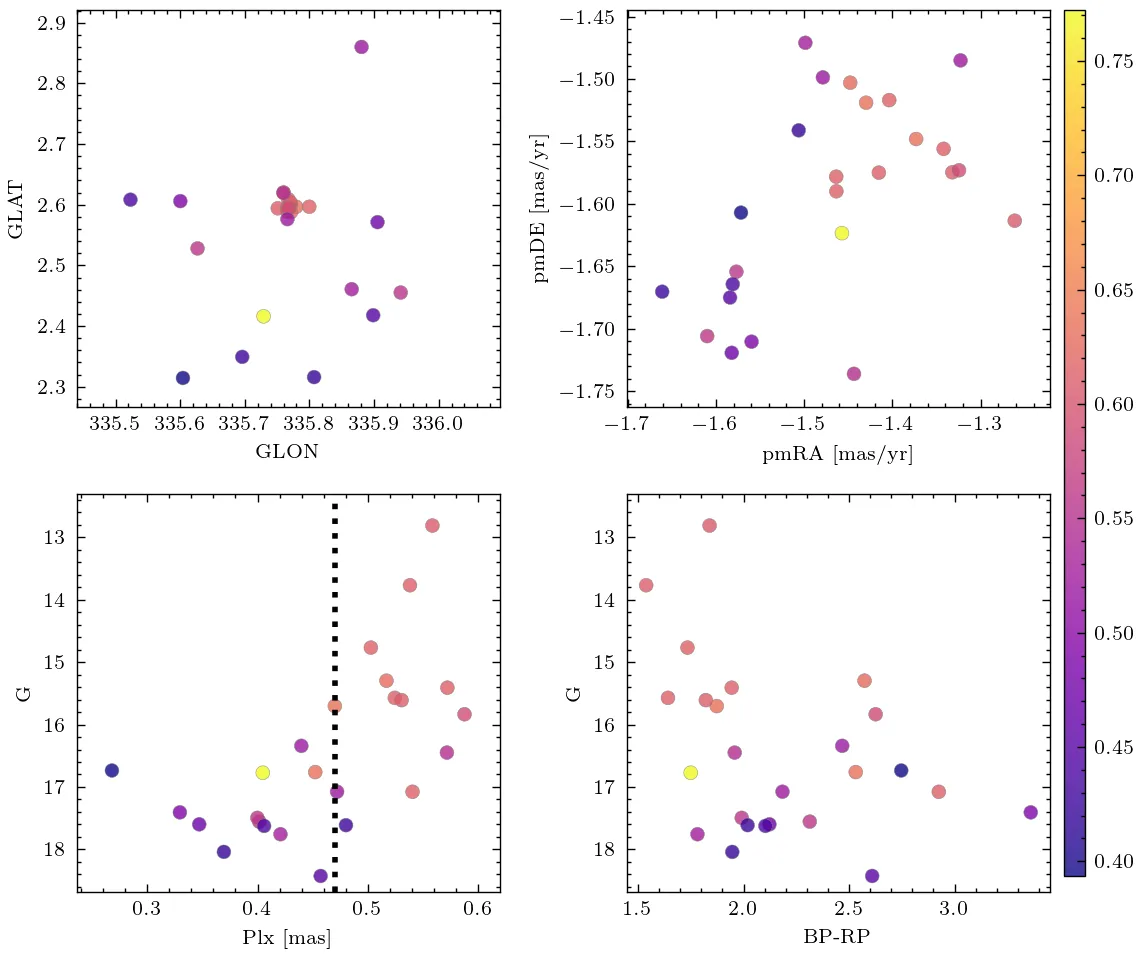 2.9
2.8
2.7
2.6
2.5
2.4
2.3
GLAT
335.5 335.6 335.7 335.8 335.9 336.0
GLON
−1.45
−1.50
−1.55
−1.60
−1.65
−1.70
−1.75
pmDE [mas/yr]
−1.7 −1.6 −1.5 −1.4 −1.3
pmRA [mas/yr]
13
14
15
16
17
18
G
0.3 0.4 0.5 0.6
Plx [mas]
13
14
15
16
17
18
G
1.5 2.0 2.5 3.0
BP-RP
0.75
0.70
0.65
0.60
0.55
0.50
0.45
0.40